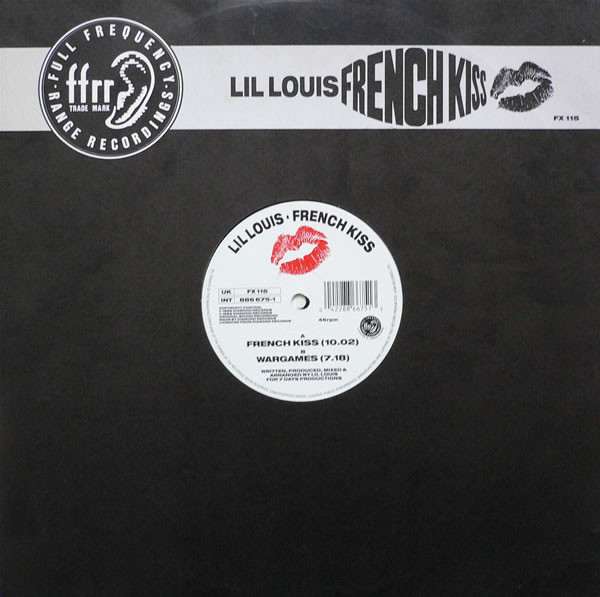 FULL FREQUENCY
RANGE RECORDINGS
ffrr
TRADE MARK
LIL LOUIS FRENCH KISS
FX 115
LIL LOUIS · FRENCH KISS
UK FX 115
INT 886 675-1
45rpm
A
FRENCH KISS (10.02)
B
WARGAMES (7.18)
WRITTEN, PRODUCED, MIXED &
ARRANGED BY LIL LOUIS
FOR 7 DAYS PRODUCTIONS
ffrr